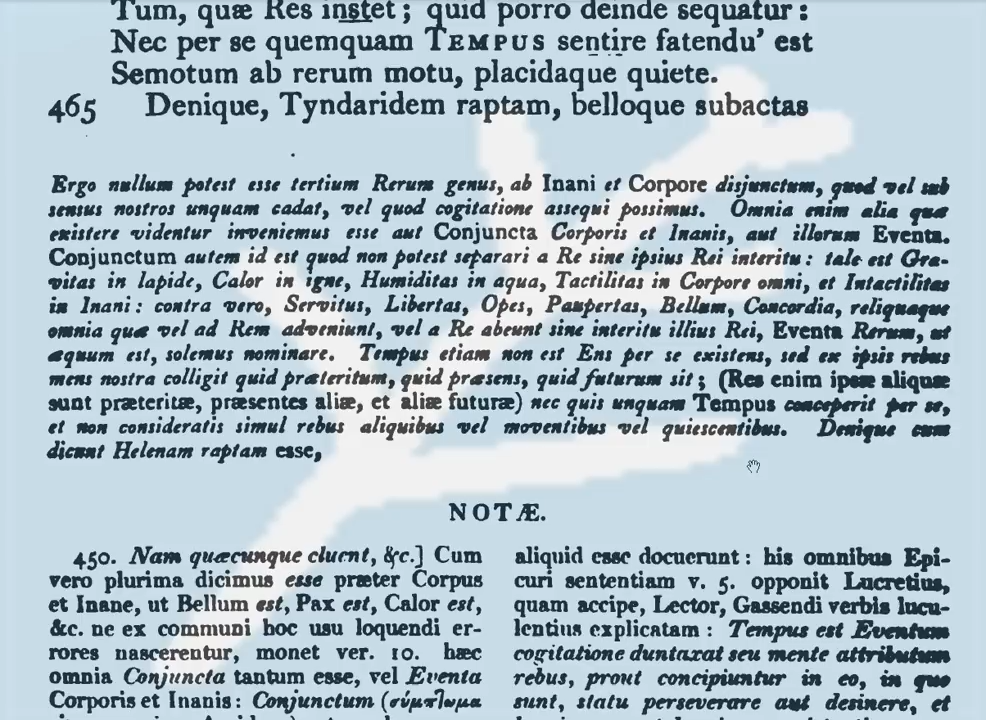 Tum, quæ Res instet; quid porro deinde sequatur:
Nec per se quemquam TEMPUS sentire fatendu' est
Semotum ab rerum motu, placidaque quiete.
465 Denique, Tyndaridem raptam, belloque subactas
Ergo nullum potest esse tertium Rerum genus, ab Inani et Corpore disjunctum, quod vel sub
sensus nostros unquam cadat, vel quod cogitatione assequi possimus. Omnia enim alia quæ
existere videntur inveniemus esse aut Conjuncta Corporis et Inanis, aut illorum Eventa.
Conjunctum autem id est quod non potest separari a Re sine ipsius Rei interitu: tale est Gra-
vitas in lapide, Calor in igne, Humiditas in aqua, Tactilitas in Corpore omni, et Intactilitas
in Inani: contra vero, Servitus, Libertas, Opes, Paupertas, Bellum, Concordia, reliquaque
omnia quæ vel ad Rem adveniunt, vel a Re abeunt sine interitu illius Rei, Eventa Rerum, ut
æquum est, solemus nominare. Tempus etiam non est Ens per se existens, sed ex ipsis rebus
mens nostra colligit quid præteritum, quid præsens, quid futurum sit; (Res enim ipsæ aliquæ
sunt præteritæ, præsentes aliæ, et aliæ futuræ) nec quis unquam Tempus conceperit per se,
et non consideratis simul rebus aliquibus vel moventibus vel quiescentibus. Denique cum
dicunt Helenam raptam esse,
NOTÆ.
450. Nam quæcunque cluent, &c.] Cum
vero plurima dicimus esse præter Corpus
et Inane, ut Bellum est, Pax est, Calor est,
&c. ne ex communi hoc usu loquendi er-
rores nascerentur, monet ver. 10. hæc
omnia Conjuncta tantum esse, vel Eventa
Corporis et Inanis: Conjunctum (σύμπτωμα
aliquid esse docuerunt: his omnibus Epi-
curi sententiam v. 5. opponit Lucretius,
quam accipe, Lector, Gassendi verbis lucu-
lentius explicatam: Tempus est Eventum
cogitatione duntaxat seu mente attributum
rebus, prout concipiuntur in eo, in quo
sunt, statu perseverare aut desinere, et